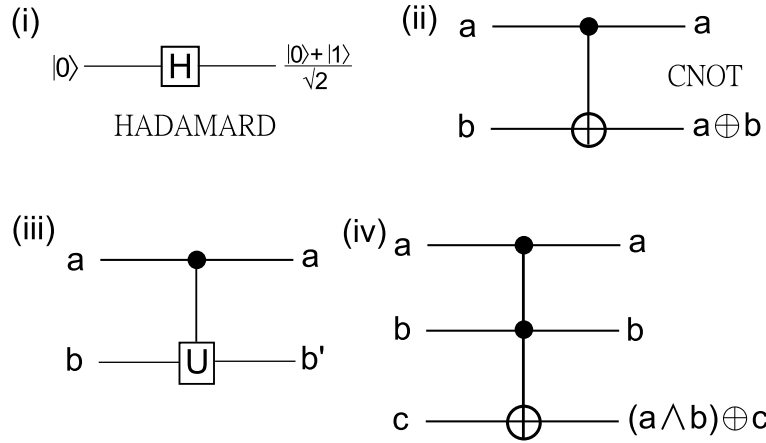 (i)
|0⟩ H |0⟩+|1⟩
√2
HADAMARD
(ii)
a a
CNOT
b a⊕b
(iii)
a a
b U b'
(iv)
a a
b b
c (a∧b)⊕c